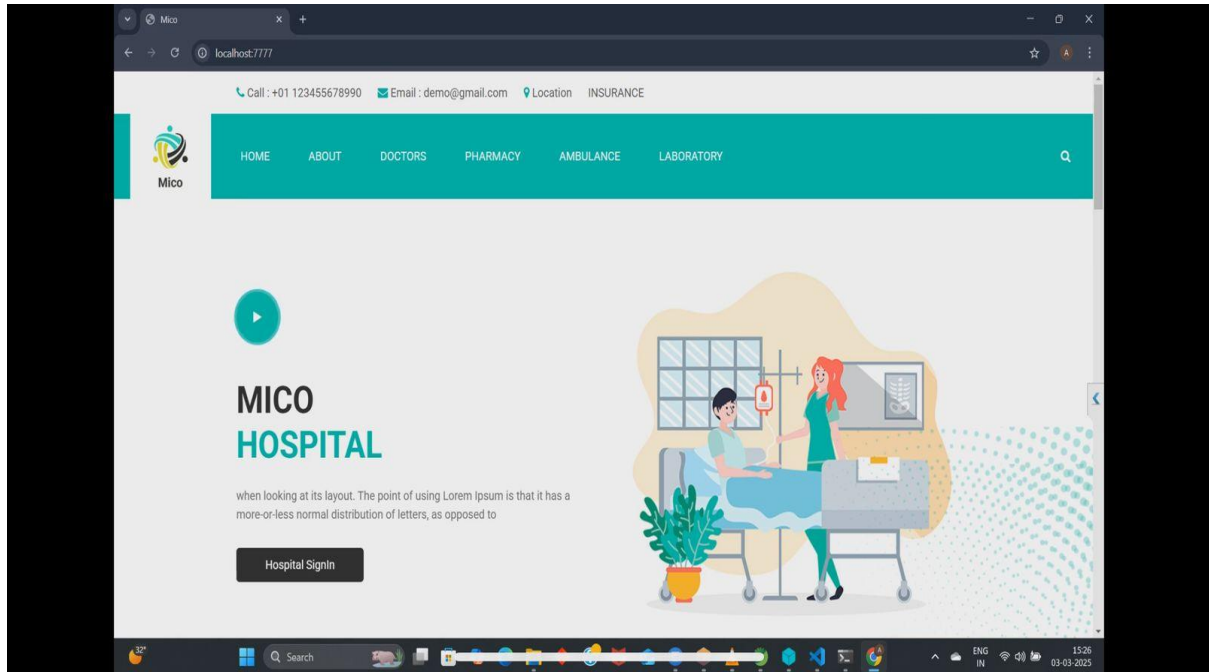 Mico
localhost:7777
A
Call : +01 123455678990 Email : demo@gmail.com Location INSURANCE
Mico
HOME ABOUT DOCTORS PHARMACY AMBULANCE LABORATORY
MICO
HOSPITAL
when looking at its layout. The point of using Lorem Ipsum is that it has a
more-or-less normal distribution of letters, as opposed to
Hospital SignIn
32°
Search
ENG
IN
15:26
03-03-2025